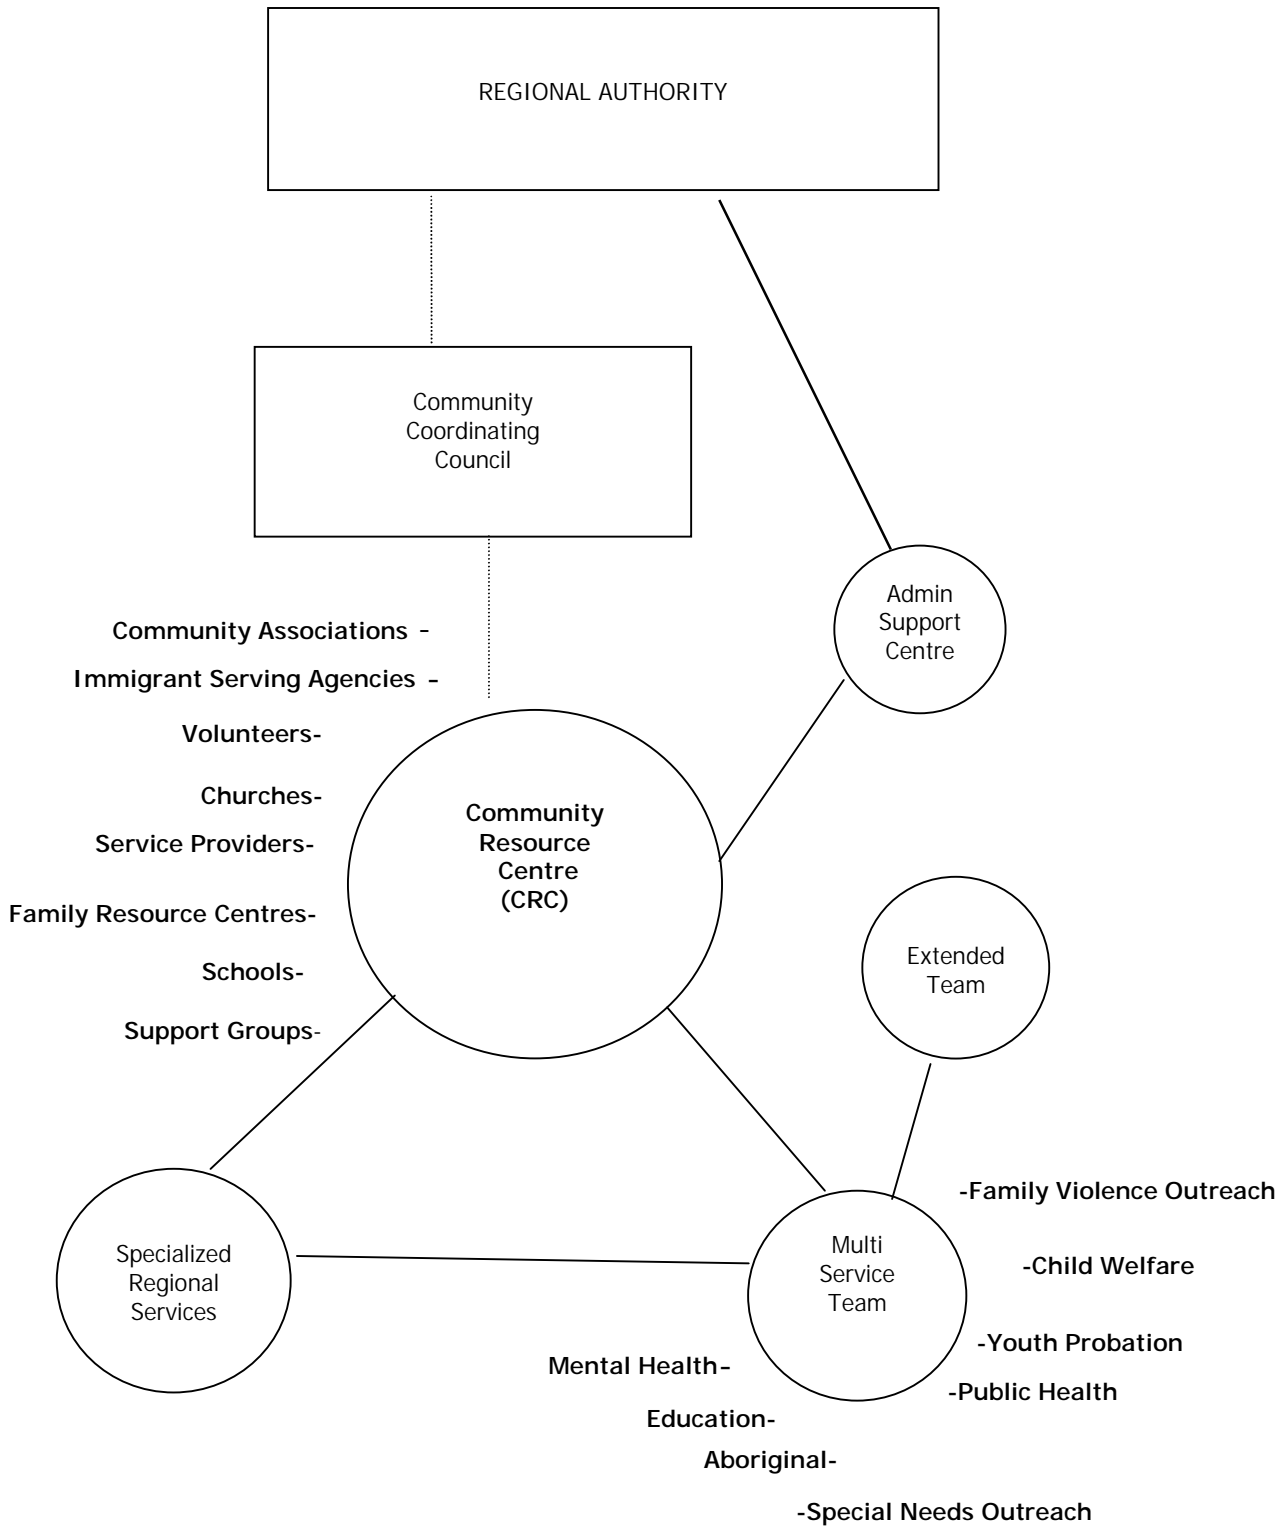 REGIONAL AUTHORITY
Community
Coordinating
Council
Admin
Support
Centre
Community Associations -
Immigrant Serving Agencies -
Volunteers-
Churches-
Service Providers-
Family Resource Centres-
Schools-
Support Groups-
Community
Resource
Centre
(CRC)
Extended
Team
Specialized
Regional
Services
Multi
Service
Team
-Family Violence Outreach
-Child Welfare
-Youth Probation
-Public Health
Mental Health-
Education-
Aboriginal-
-Special Needs Outreach